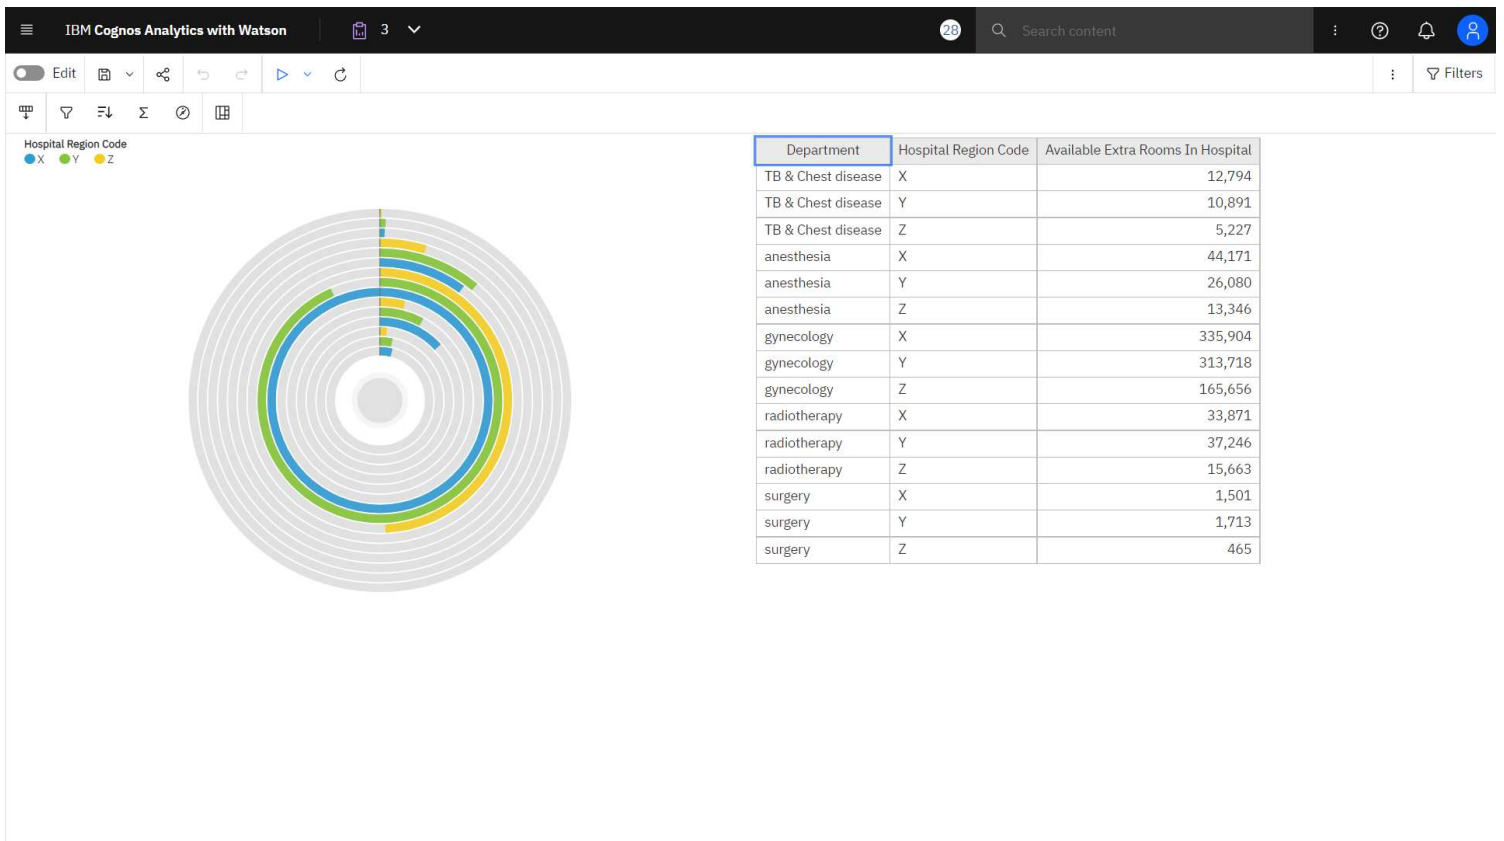 IBM Cognos Analytics with Watson
3
28
Search content
Edit
Filters
Hospital Region Code
X Y Z
Department Hospital Region Code Available Extra Rooms In Hospital
TB & Chest disease X 12,794
TB & Chest disease Y 10,891
TB & Chest disease Z 5,227
anesthesia X 44,171
anesthesia Y 26,080
anesthesia Z 13,346
gynecology X 335,904
gynecology Y 313,718
gynecology Z 165,656
radiotherapy X 33,871
radiotherapy Y 37,246
radiotherapy Z 15,663
surgery X 1,501
surgery Y 1,713
surgery Z 465